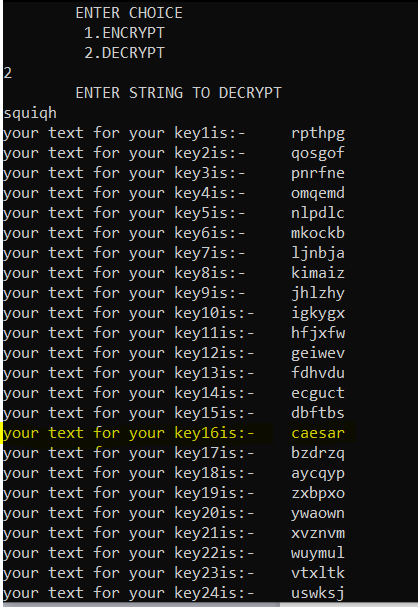 ENTER CHOICE
1.ENCRYPT
2.DECRYPT
2
ENTER STRING TO DECRYPT
squiqh
your text for your key1is:- rpthpg
your text for your key2is:- qosgof
your text for your key3is:- pnrfne
your text for your key4is:- omqemd
your text for your key5is:- nlpdlc
your text for your key6is:- mkockb
your text for your key7is:- ljnbja
your text for your key8is:- kimaiz
your text for your key9is:- jhlzhy
your text for your key10is:- igkygx
your text for your key11is:- hfjxfw
your text for your key12is:- geiwev
your text for your key13is:- fdhvdu
your text for your key14is:- ecguct
your text for your key15is:- dbftbs
your text for your key16is:- caesar
your text for your key17is:- bzdrzq
your text for your key18is:- aycqyp
your text for your key19is:- zxbpxo
your text for your key20is:- ywaown
your text for your key21is:- xvznvm
your text for your key22is:- wuymul
your text for your key23is:- vtxltk
your text for your key24is:- uswksj